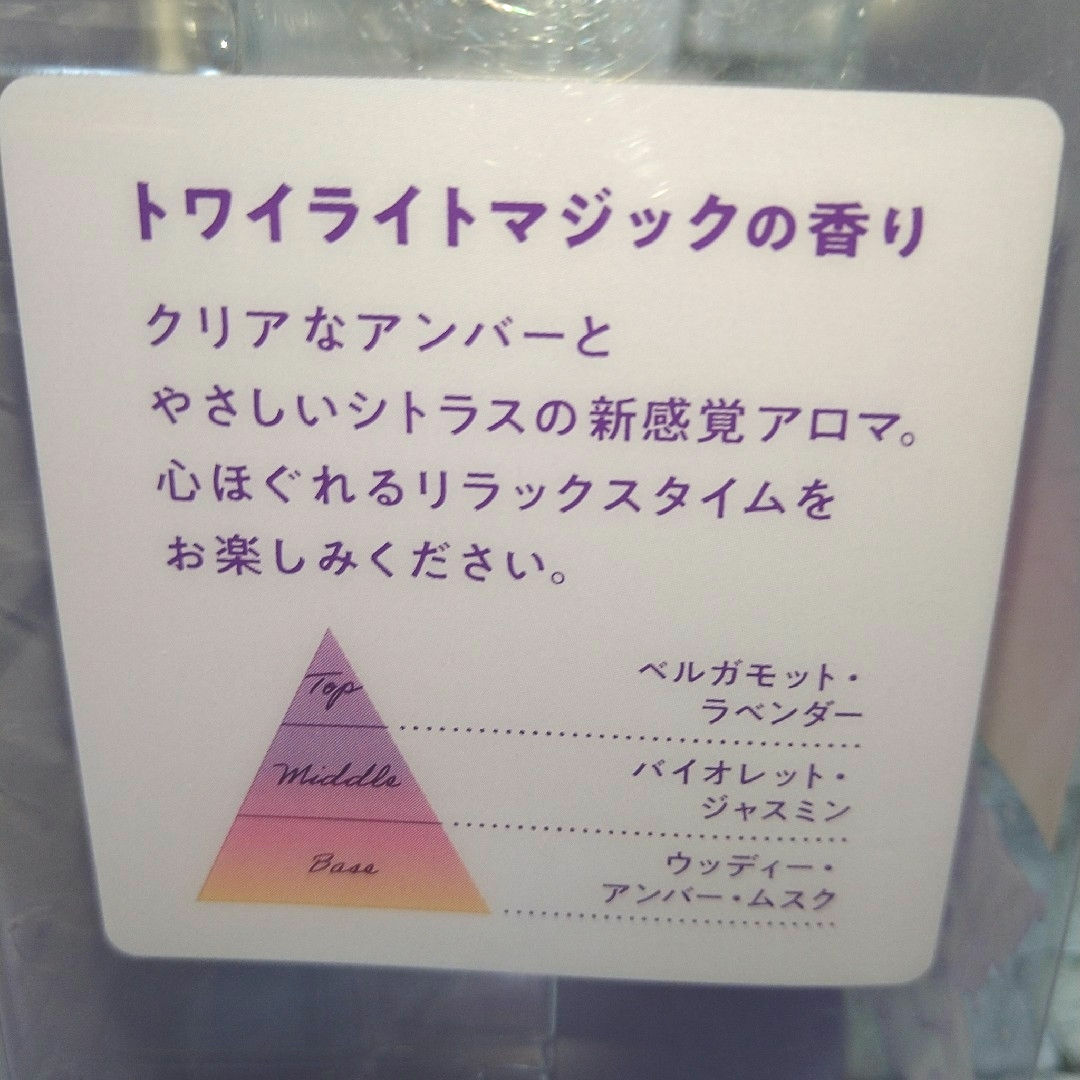 トワイライトマジックの香り
クリアなアンバーと
やさしいシトラスの新感覚アロマ。
心ほぐれるリラックスタイムを
お楽しみください。
Top
ベルガモット・
ラベンダー
Middle
バイオレット・
ジャスミン
Base
ウッディー・
アンバー・ムスク